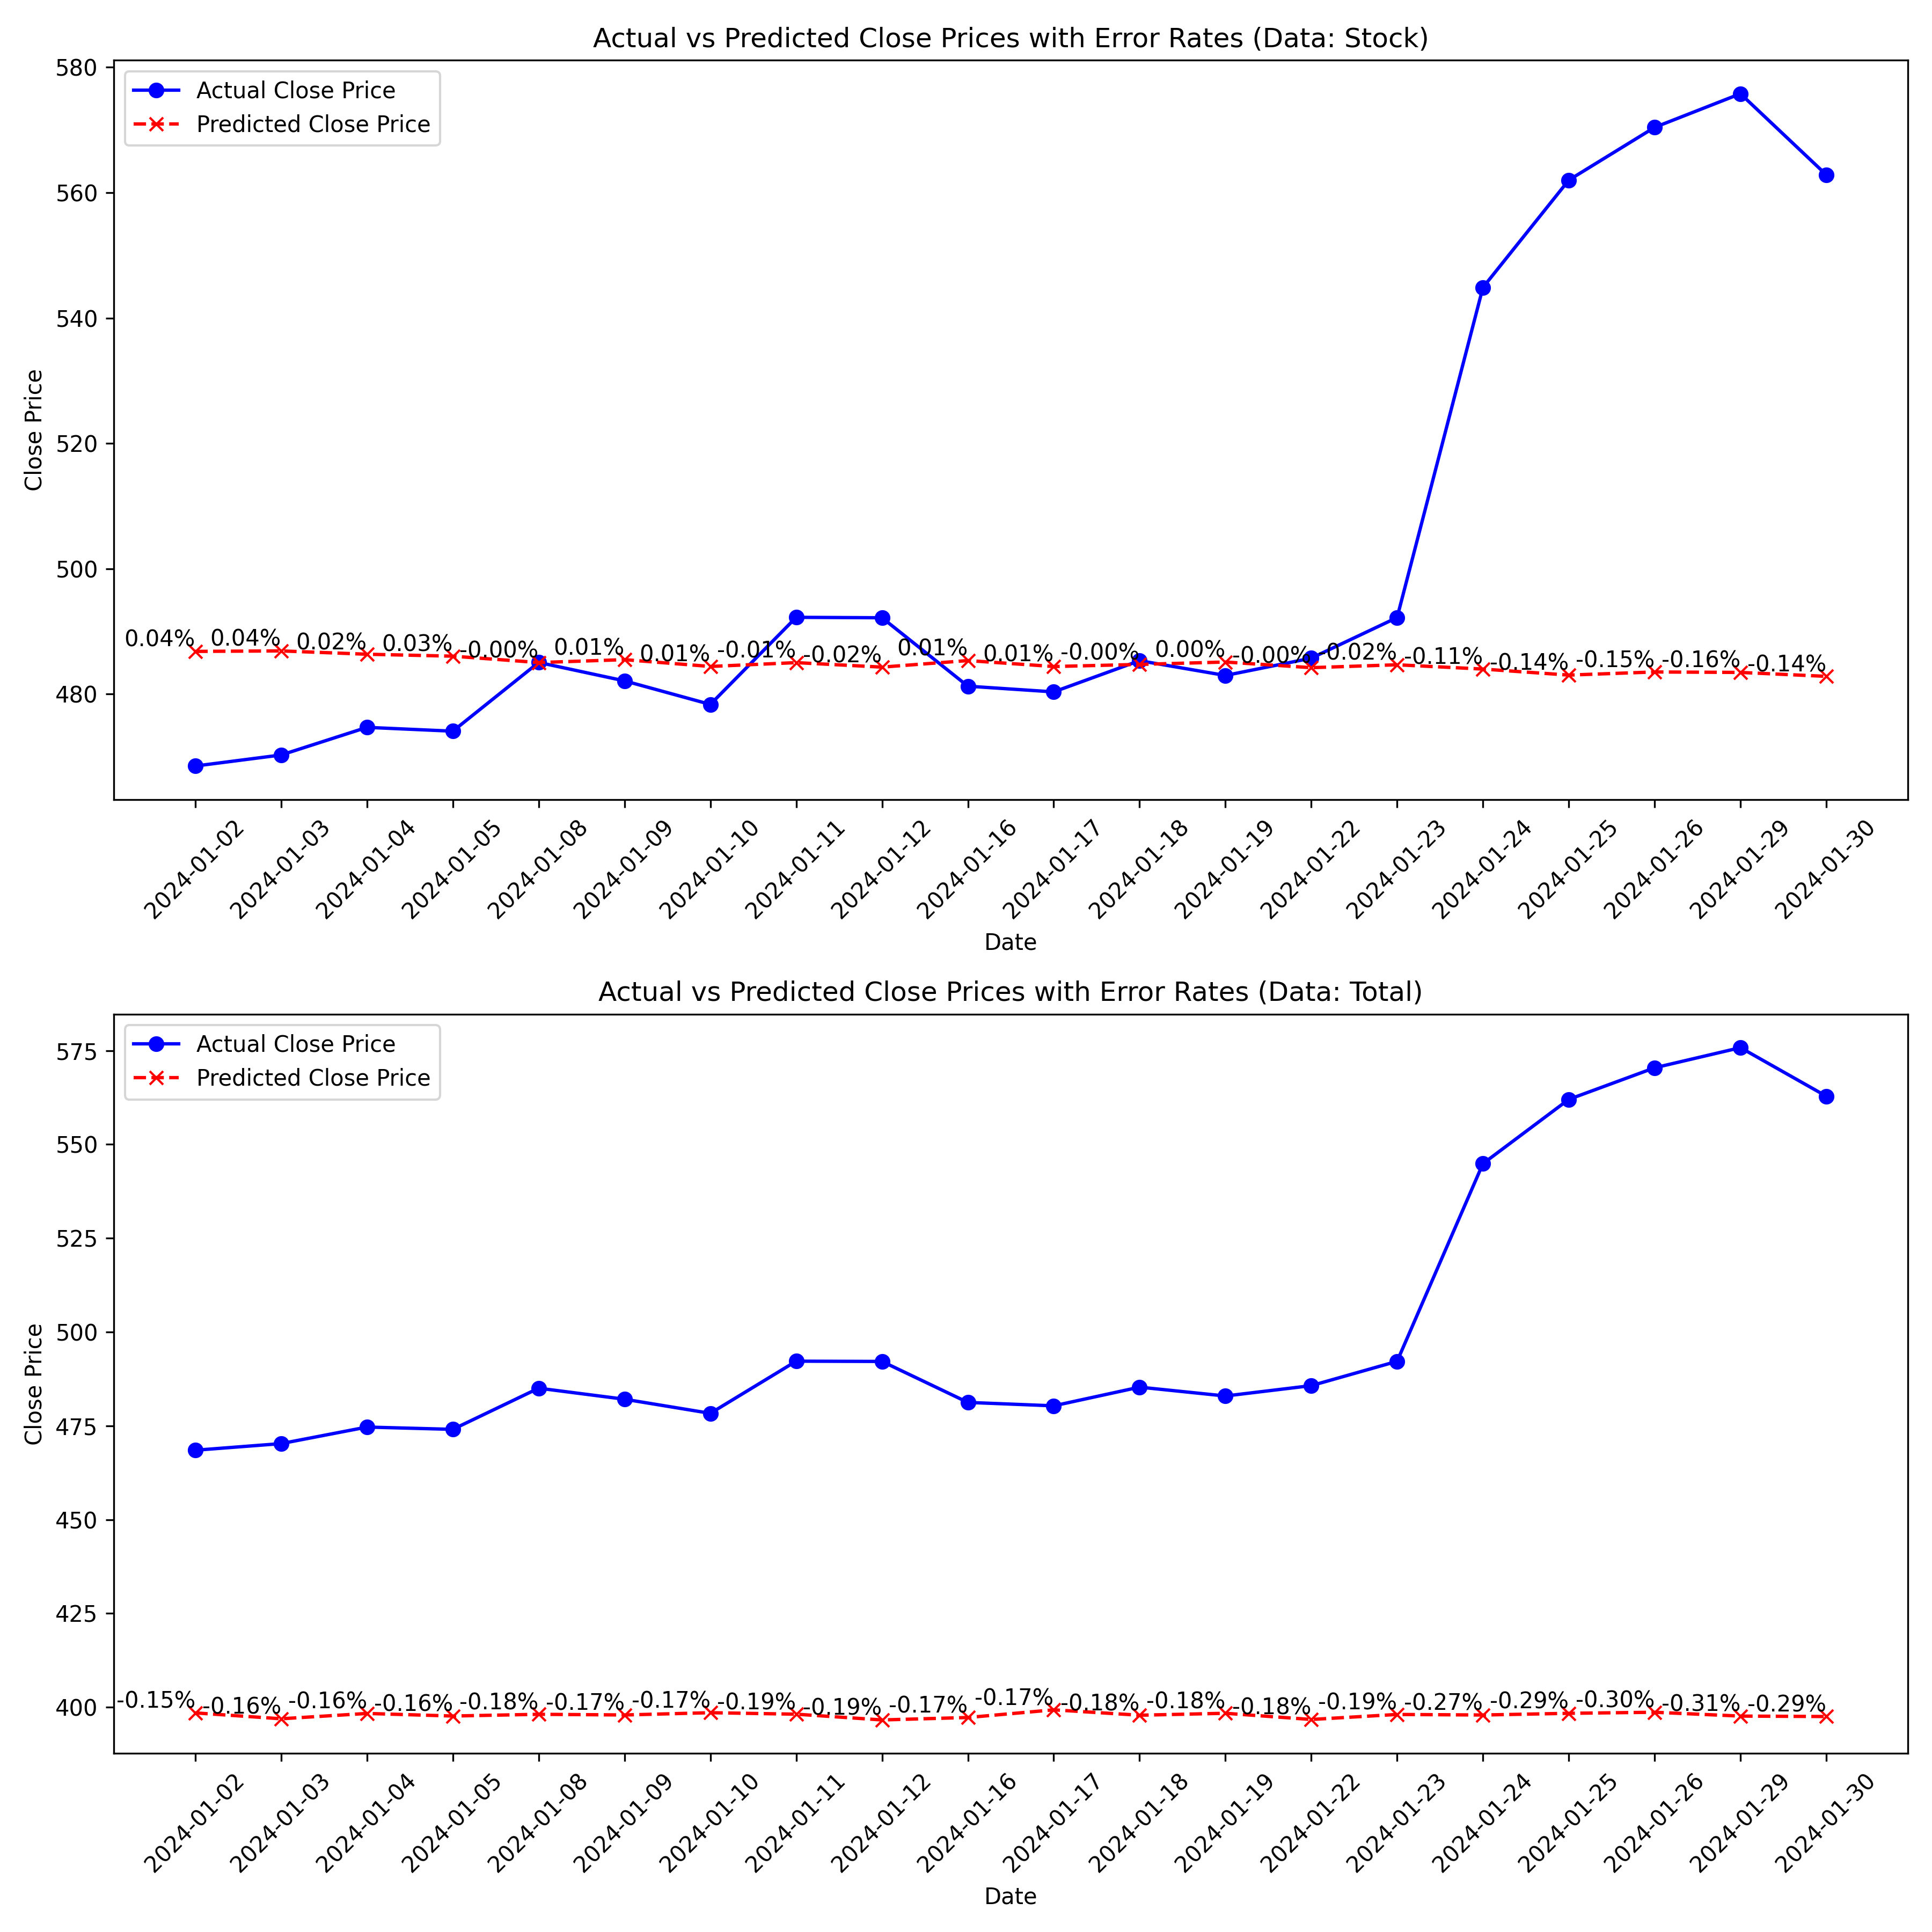 Actual vs Predicted Close Prices with Error Rates (Data: Stock)
Actual Close Price
Predicted Close Price
Close Price
580
560
540
520
500
480
0.04% 0.04% 0.02% 0.03% -0.00% 0.01% 0.01% -0.01% -0.02% 0.01% 0.01% -0.00% 0.00% -0.00% -0.02% -0.11% -0.14% -0.15% -0.16% -0.14%
2024-01-02 2024-01-03 2024-01-04 2024-01-05 2024-01-08 2024-01-09 2024-01-10 2024-01-11 2024-01-12 2024-01-16 2024-01-17 2024-01-18 2024-01-19 2024-01-22 2024-01-23 2024-01-24 2024-01-25 2024-01-26 2024-01-29 2024-01-30
Date
Actual vs Predicted Close Prices with Error Rates (Data: Total)
Actual Close Price
Predicted Close Price
Close Price
575
550
525
500
475
450
425
400
-0.15% -0.16% -0.16% -0.16% -0.18% -0.17% -0.17% -0.19% -0.19% -0.17% -0.17% -0.18% -0.18% -0.18% -0.19% -0.27% -0.29% -0.30% -0.31% -0.29%
2024-01-02 2024-01-03 2024-01-04 2024-01-05 2024-01-08 2024-01-09 2024-01-10 2024-01-11 2024-01-12 2024-01-16 2024-01-17 2024-01-18 2024-01-19 2024-01-22 2024-01-23 2024-01-24 2024-01-25 2024-01-26 2024-01-29 2024-01-30
Date